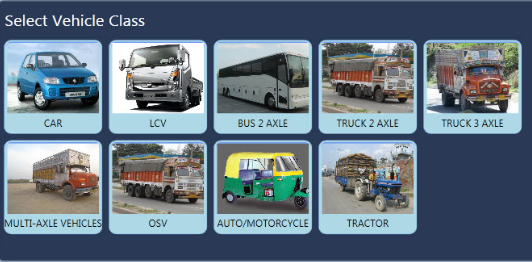 Select Vehicle Class
CAR
LCV
BUS 2 AXLE
TRUCK 2 AXLE
TRUCK 3 AXLE
MULTI-AXLE VEHICLES
OSV
AUTO/MOTORCYCLE
TRACTOR